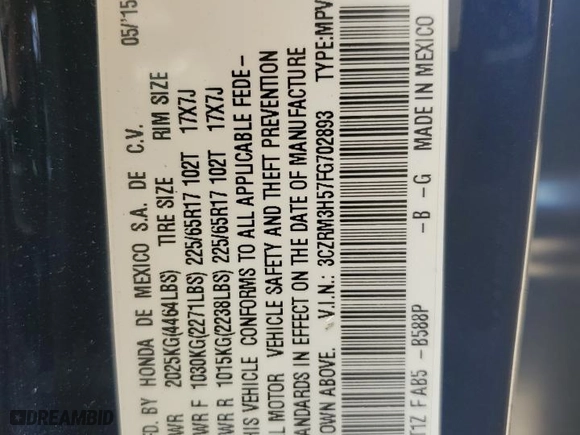 FD. BY HONDA DE MEXICO S.A. DE C.V. 05/'15
WR 2025KG(4464LBS) TIRE SIZE RIM SIZE
WR F 1030KG(2271LBS) 225/65R17 102T 17X7J
WR R 1015KG(2238LBS) 225/65R17 102T 17X7J
IS VEHICLE CONFORMS TO ALL APPLICABLE FEDE-
L MOTOR VEHICLE SAFETY AND THEFT PREVENTION
STANDARDS IN EFFECT ON THE DATE OF MANUFACTURE
OWN ABOVE. V.I.N.: 3CZRM3H57FG702893 TYPE:MPV
T1Z FAB5 -B588P -B -G MADE IN MEXICO
DREAMBID